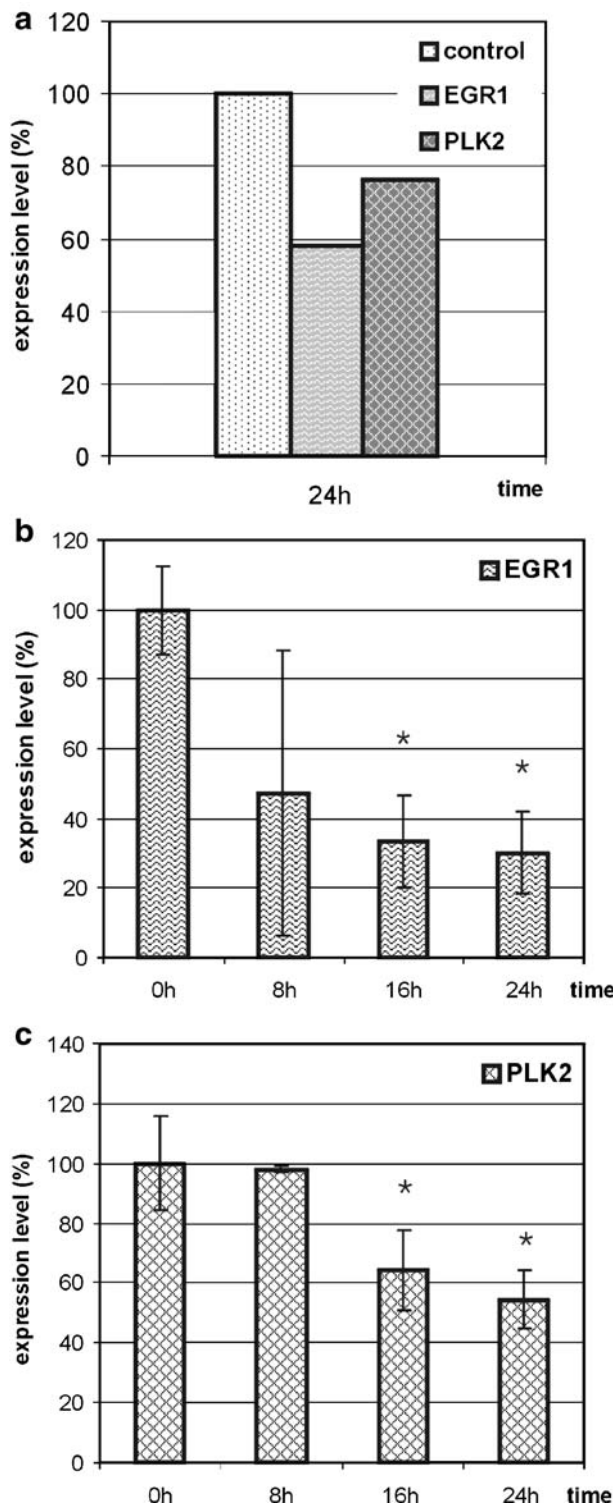 a
120
100
80
60
40
20
0
expression level (%)
control
EGR1
PLK2
24h
time
b
120
100
80
60
40
20
0
expression level (%)
EGR1
*
*
0h 8h 16h 24h time
c
140
120
100
80
60
40
20
0
expression level (%)
PLK2
*
*
0h 8h 16h 24h time